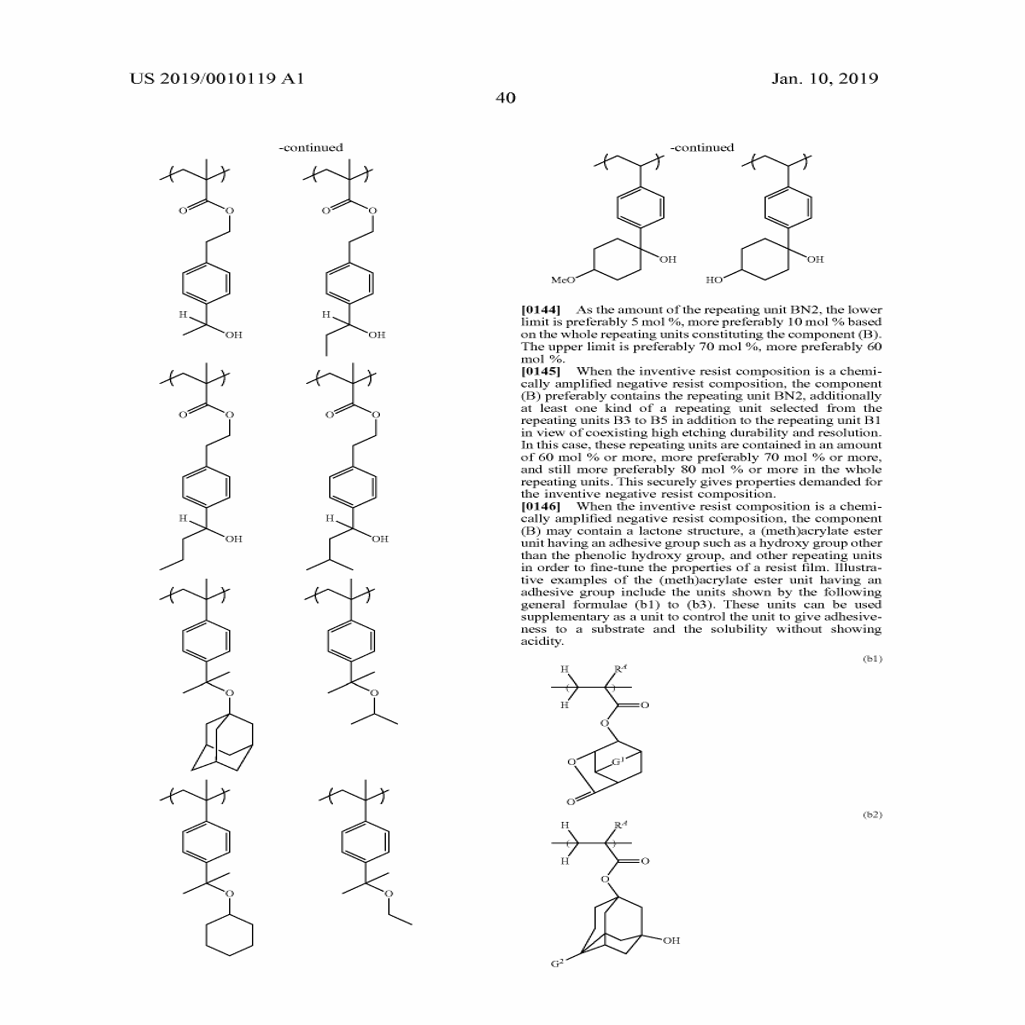 US 2019/0010119 A1
Jan. 10, 2019
40
-continued
O
O
O
O
H
OH
H
OH
O
O
O
O
H
OH
H
OH
O
O
O
O
-continued
OH
MeO
OH
HO
[0144] As the amount of the repeating unit BN2, the lower
limit is preferably 5 mol %, more preferably 10 mol % based
on the whole repeating units constituting the component (B).
The upper limit is preferably 70 mol %, more preferably 60
mol %.
[0145] When the inventive resist composition is a chemi-
cally amplified negative resist composition, the component
(B) preferably contains the repeating unit BN2, additionally
at least one kind of a repeating unit selected from the
repeating units B3 to B5 in addition to the repeating unit B1
in view of coexisting high etching durability and resolution.
In this case, these repeating units are contained in an amount
of 60 mol % or more, more preferably 70 mol % or more,
and still more preferably 80 mol % or more in the whole
repeating units. This securely gives properties demanded for
the inventive negative resist composition.
[0146] When the inventive resist composition is a chemi-
cally amplified negative resist composition, the component
(B) may contain a lactone structure, a (meth)acrylate ester
unit having an adhesive group such as a hydroxy group other
than the phenolic hydroxy group, and other repeating units
in order to fine-tune the properties of a resist film. Illustra-
tive examples of the (meth)acrylate ester unit having an
adhesive group include the units shown by the following
general formulae (b1) to (b3). These units can be used
supplementary as a unit to control the unit to give adhesive-
ness to a substrate and the solubility without showing
acidity.
(b1)
H
R^A
H
O
O
O
G^1
O
(b2)
H
R^A
H
O
O
OH
G^2